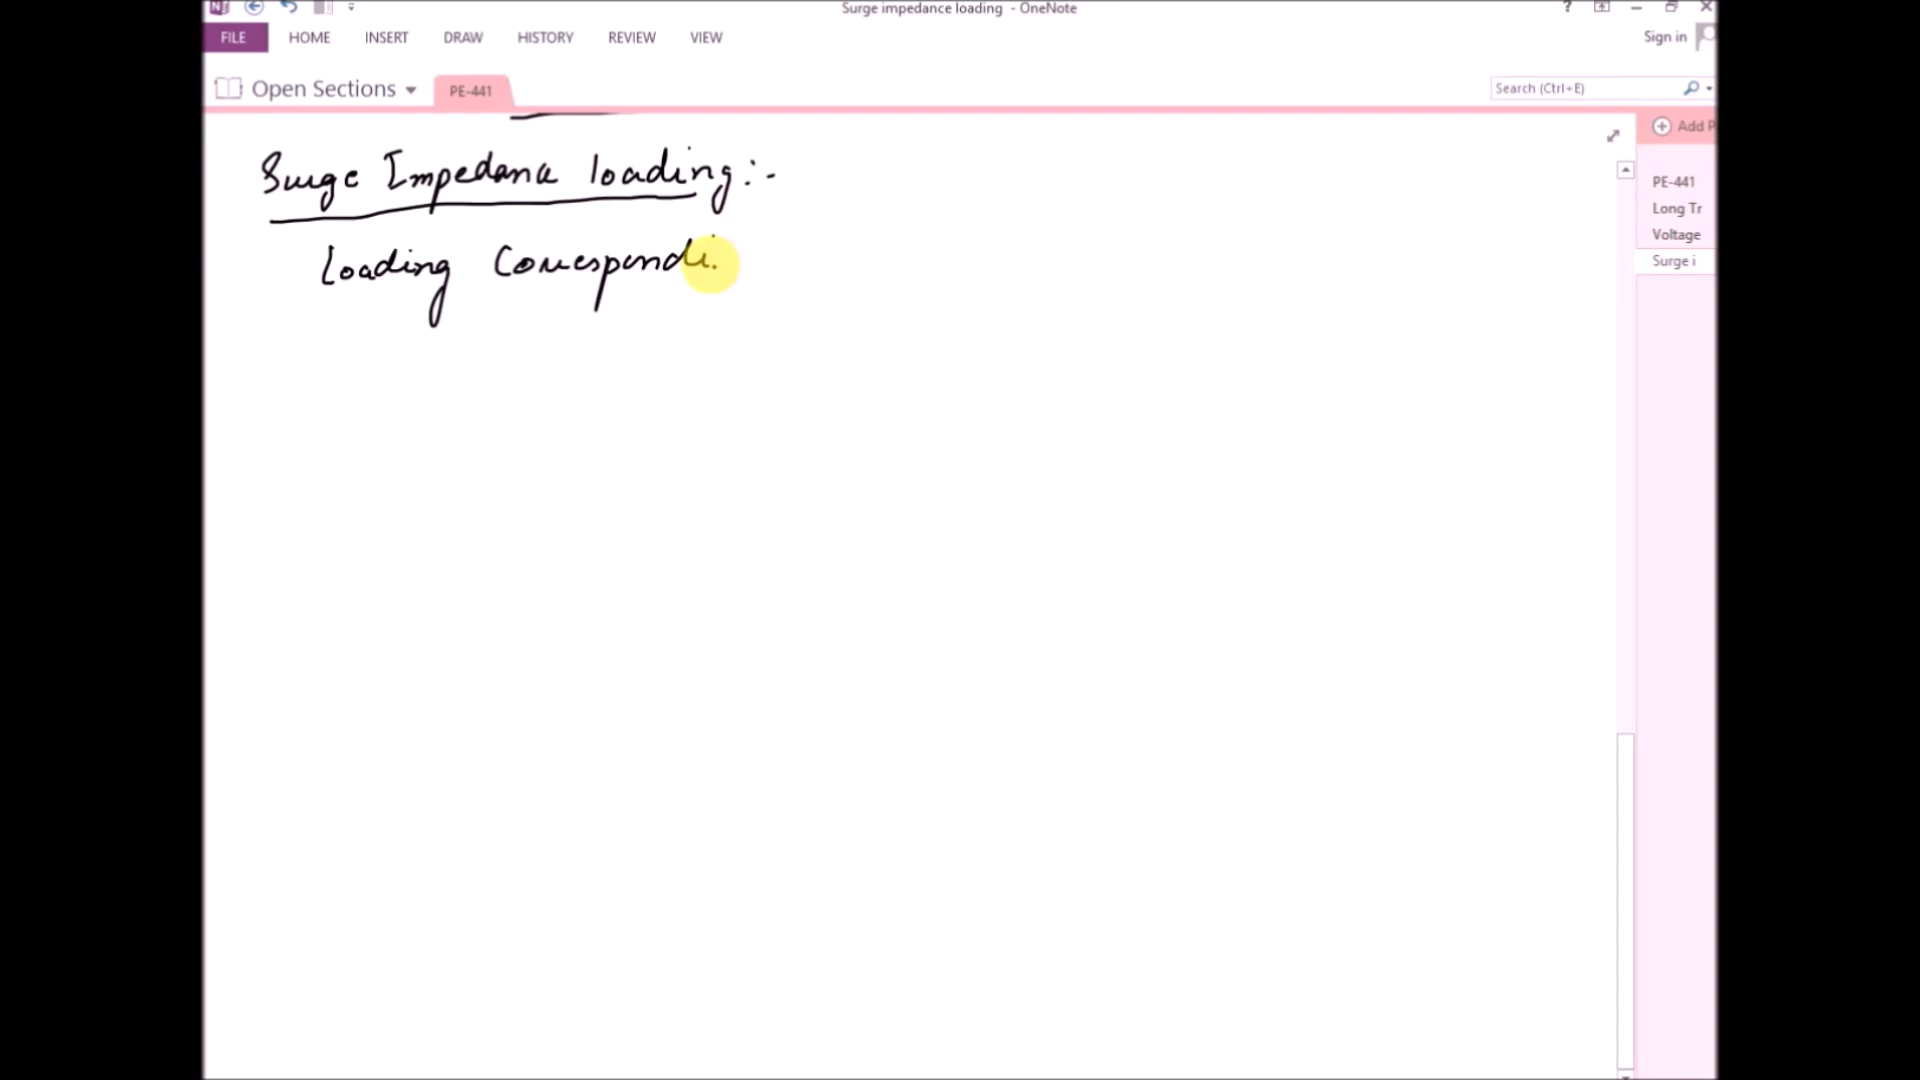 Surge impedance loading - OneNote
?
FILE HOME INSERT DRAW HISTORY REVIEW VIEW
Sign in
Open Sections
PE-441
Search (Ctrl+E)
Add P
PE-441
Long Tr
Voltage
Surge i
Surge Impedance loading:-
Loading Correspondi